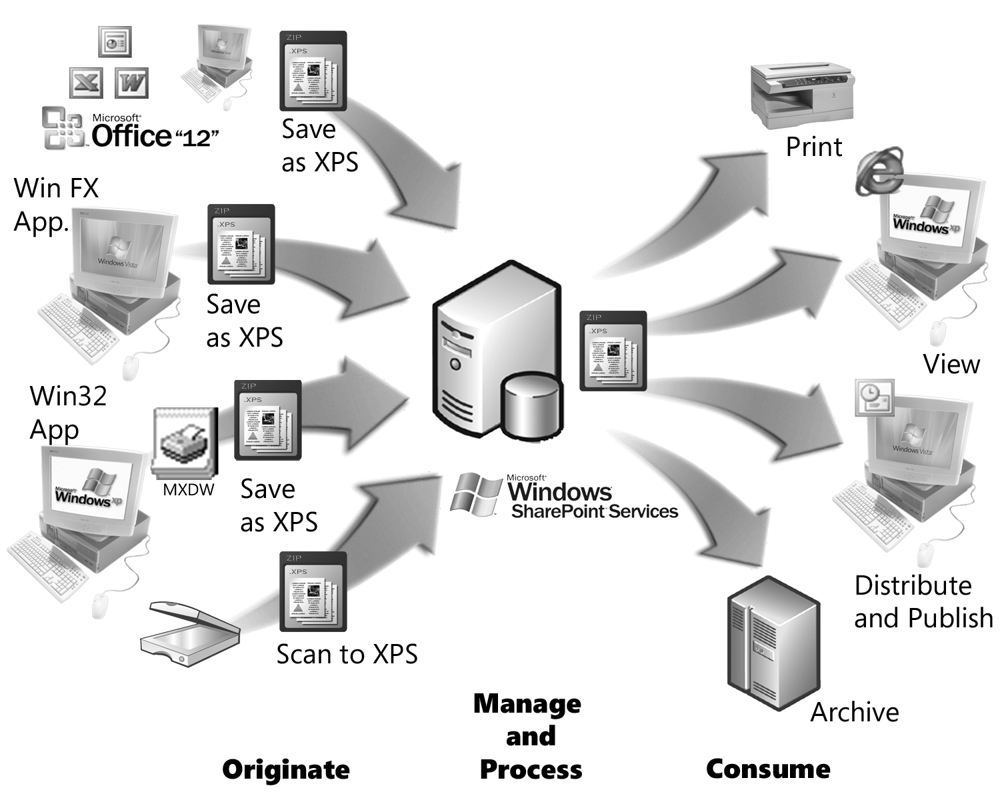 Microsoft
Office “12”
Windows Vista
ZIP
.XPS
Save
as XPS
Win FX
App.
Windows Vista
ZIP
.XPS
Save
as XPS
Win32
App
Microsoft
Windows xp
MXDW
ZIP
.XPS
Save
as XPS
ZIP
.XPS
Scan to XPS
Microsoft
Windows
SharePoint Services
ZIP
.XPS
Print
Microsoft
Windows xp
View
Windows Vista
Distribute
and Publish
Archive
Originate
Manage
and
Process
Consume